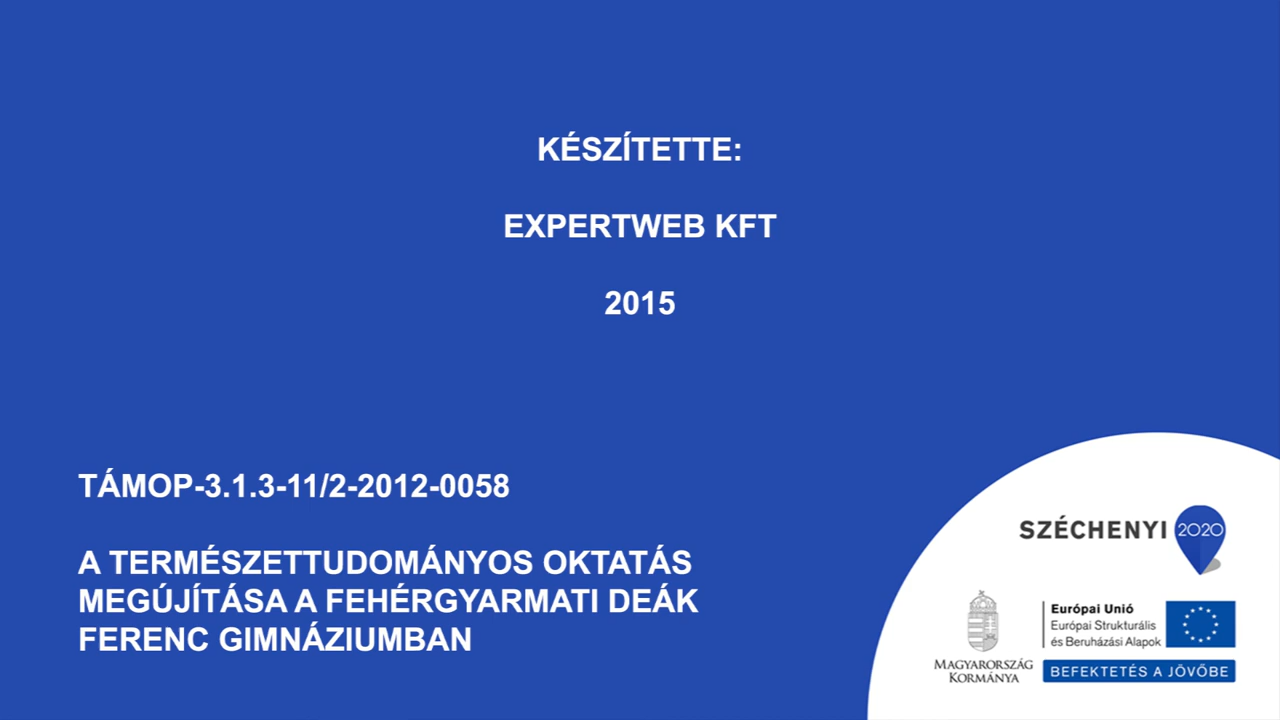 KÉSZÍTETTE:
EXPERTWEB KFT
2015
TÁMOP-3.1.3-11/2-2012-0058
A TERMÉSZETTUDOMÁNYOS OKTATÁS
MEGÚJÍTÁSA A FEHÉRGYARMATI DEÁK
FERENC GIMNÁZIUMBAN
SZÉCHENYI 2020
MAGYARORSZÁG
KORMÁNYA
Európai Unió
Európai Strukturális
és Beruházási Alapok
BEFEKTETÉS A JÖVŐBE